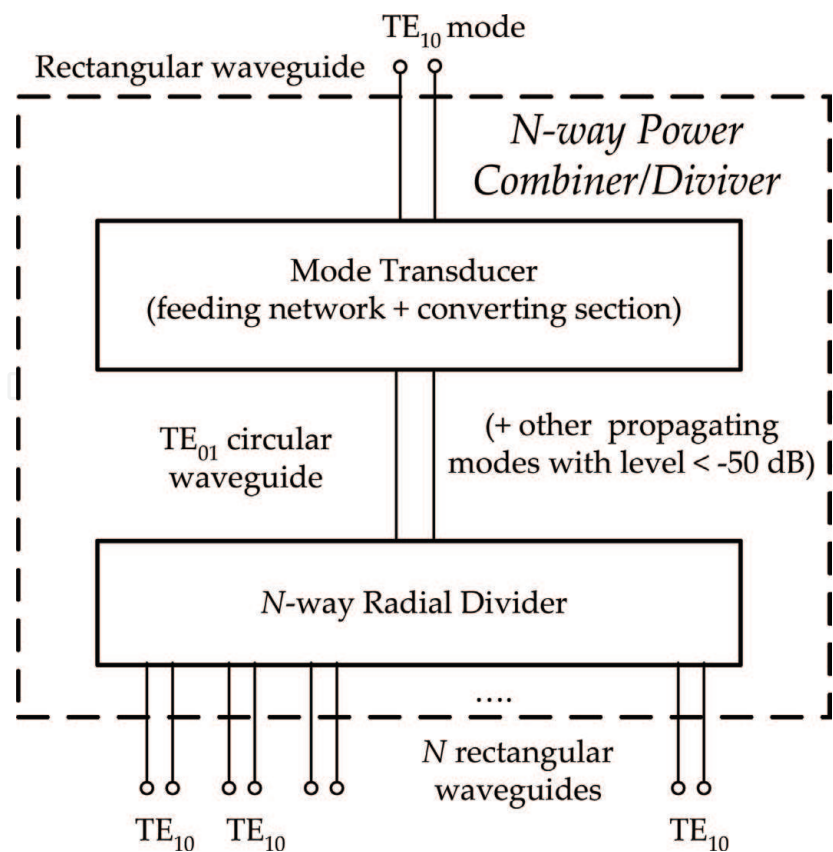 TE₁₀ mode
Rectangular waveguide
N-way Power
Combiner/Diviver
Mode Transducer
(feeding network + converting section)
TE₀₁ circular
waveguide
(+ other propagating
modes with level < -50 dB)
N-way Radial Divider
....
N rectangular
waveguides
TE₁₀ TE₁₀ TE₁₀